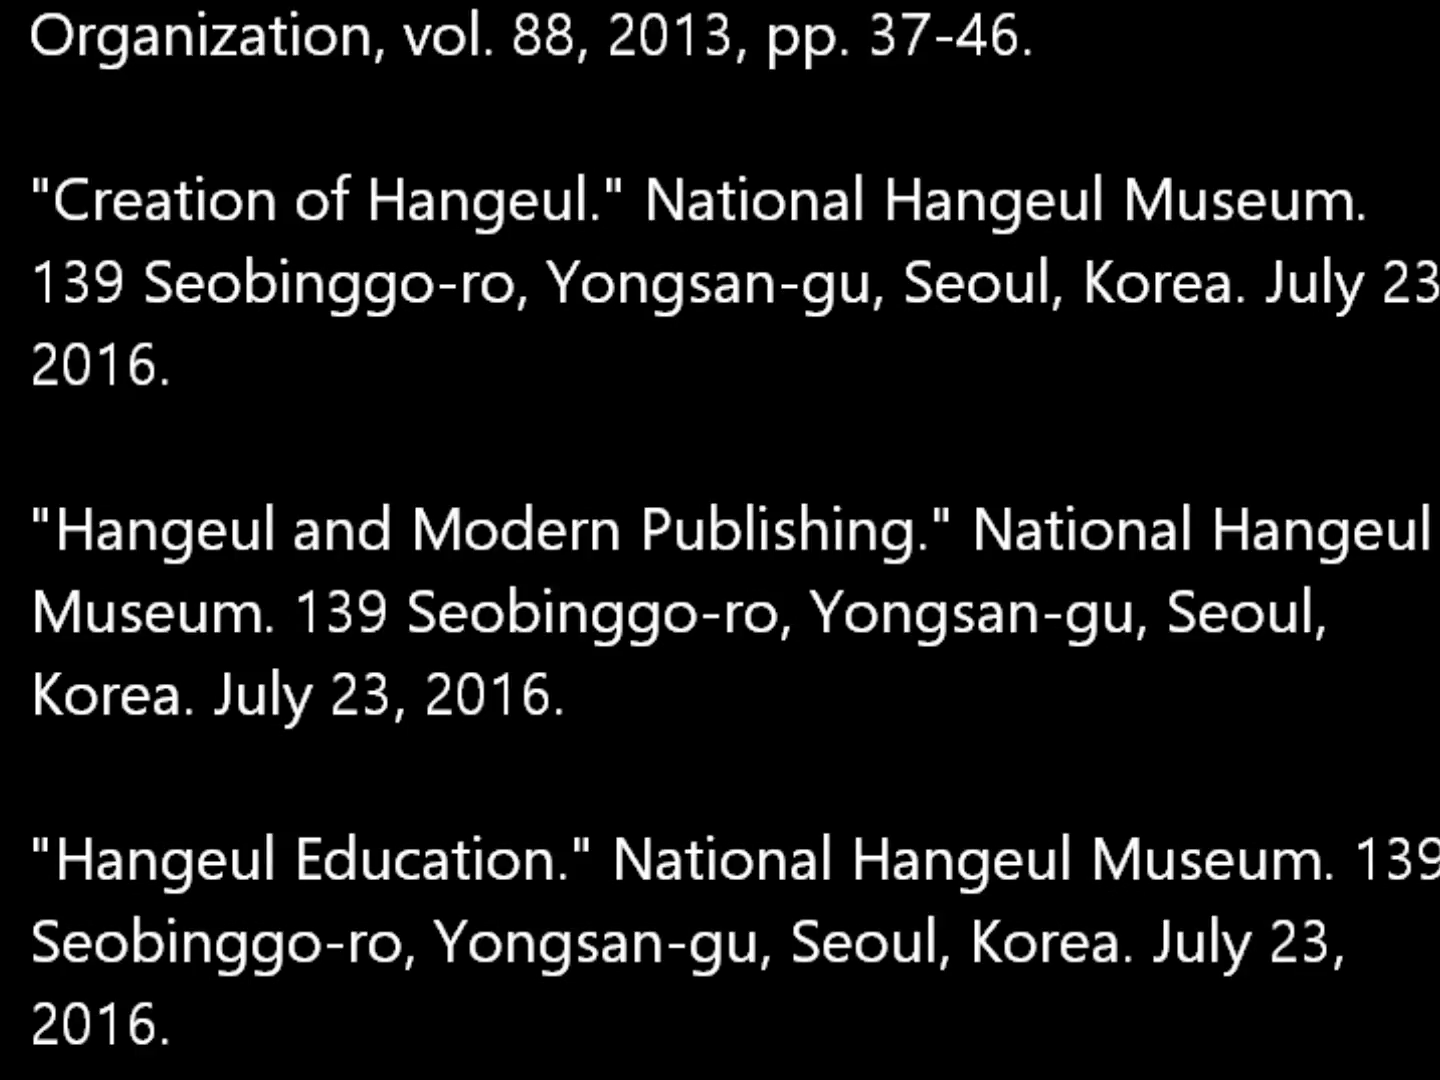 Organization, vol. 88, 2013, pp. 37-46.
"Creation of Hangeul." National Hangeul Museum.
139 Seobinggo-ro, Yongsan-gu, Seoul, Korea. July 23
2016.
"Hangeul and Modern Publishing." National Hangeul
Museum. 139 Seobinggo-ro, Yongsan-gu, Seoul,
Korea. July 23, 2016.
"Hangeul Education." National Hangeul Museum. 139
Seobinggo-ro, Yongsan-gu, Seoul, Korea. July 23,
2016.